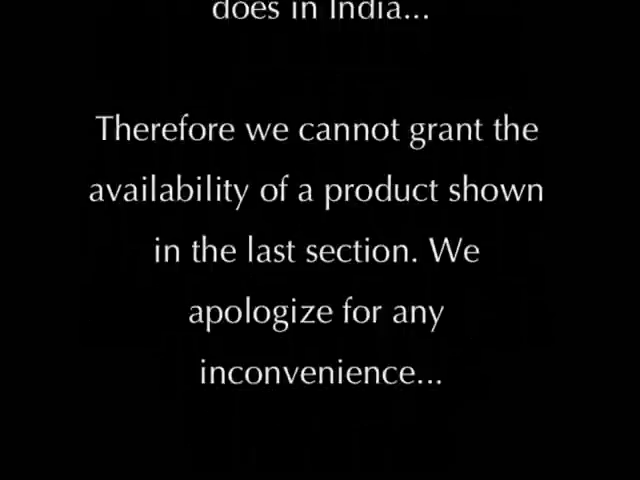 does in India...
Therefore we cannot grant the
availability of a product shown
in the last section. We
apologize for any
inconvenience...